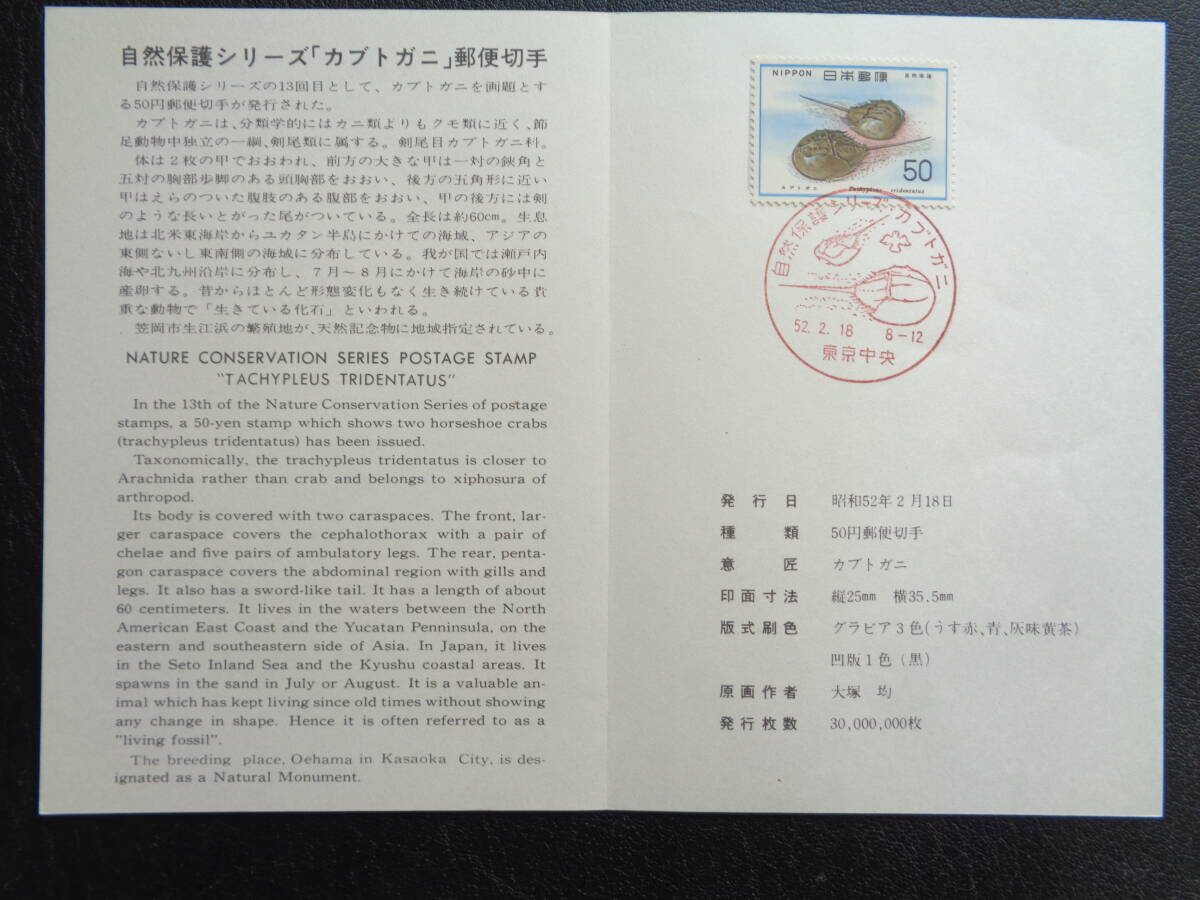 自然保護シリーズ「カブトガニ」郵便切手
自然保護シリーズの13回目として、カブトガニを画題とす
る50円郵便切手が発行された。
カブトガニは、分類学的にはカニ類よりもクモ類に近く、節
足動物中独立の一綱、剣尾類に属する。剣尾目カブトガニ科。
体は2枚の甲でおおわれ、前方の大きな甲は一対の鋏角と
五対の胸部歩脚のある頭胸部をおおい、後方の五角形に近い
甲はえらのついた腹肢のある腹部をおおい、甲の後方には剣
のような長いとがった尾がついている。全長は約60cm。生息
地は北米東海岸からユカタン半島にかけての海域、アジアの
東側ないし東南側の海域に分布している。我が国では瀬戸内
海や北九州沿岸に分布し、7月〜8月にかけて海岸の砂中に
産卵する。昔からほとんど形態変化もなく生き続けている貴
重な動物で「生きている化石」といわれる。
笠岡市生江浜の繁殖地が、天然記念物に地域指定されている。
NATURE CONSERVATION SERIES POSTAGE STAMP
"TACHYPLEUS TRIDENTATUS"
In the 13th of the Nature Conservation Series of postage
stamps, a 50-yen stamp which shows two horseshoe crabs
(trachypleus tridentatus) has been issued.
Taxonomically, the trachypleus tridentatus is closer to
Arachnida rather than crab and belongs to xiphosura of
arthropod.
Its body is covered with two caraspaces. The front, lar-
ger caraspace covers the cephalothorax with a pair of
chelae and five pairs of ambulatory legs. The rear, penta-
gon caraspace covers the abdominal region with gills and
legs. It also has a sword-like tail. It has a length of about
60 centimeters. It lives in the waters between the North
American East Coast and the Yucatan Penninsula, on the
eastern and southeastern side of Asia. In Japan, it lives
in the Seto Inland Sea and the Kyushu coastal areas. It
spawns in the sand in July or August. It is a valuable an-
imal which has kept living since old times without showing
any change in shape. Hence it is often referred to as a
"living fossil".
The breeding place, Oehama in Kasaoka City, is des-
ignated as a Natural Monument.
NIPPON 日本郵便 自然保護
50
カブトガニ Tachypleus tridentatus
自然保護シリーズ カブトガニ
52.2.18 8-12
東京中央
発行日 昭和52年2月18日
種類 50円郵便切手
意匠 カブトガニ
印面寸法 縦25mm 横35.5mm
版式刷色 グラビア3色(うす赤、青、灰味黄茶)
凹版1色(黒)
原画作者 大塚 均
発行枚数 30,000,000枚